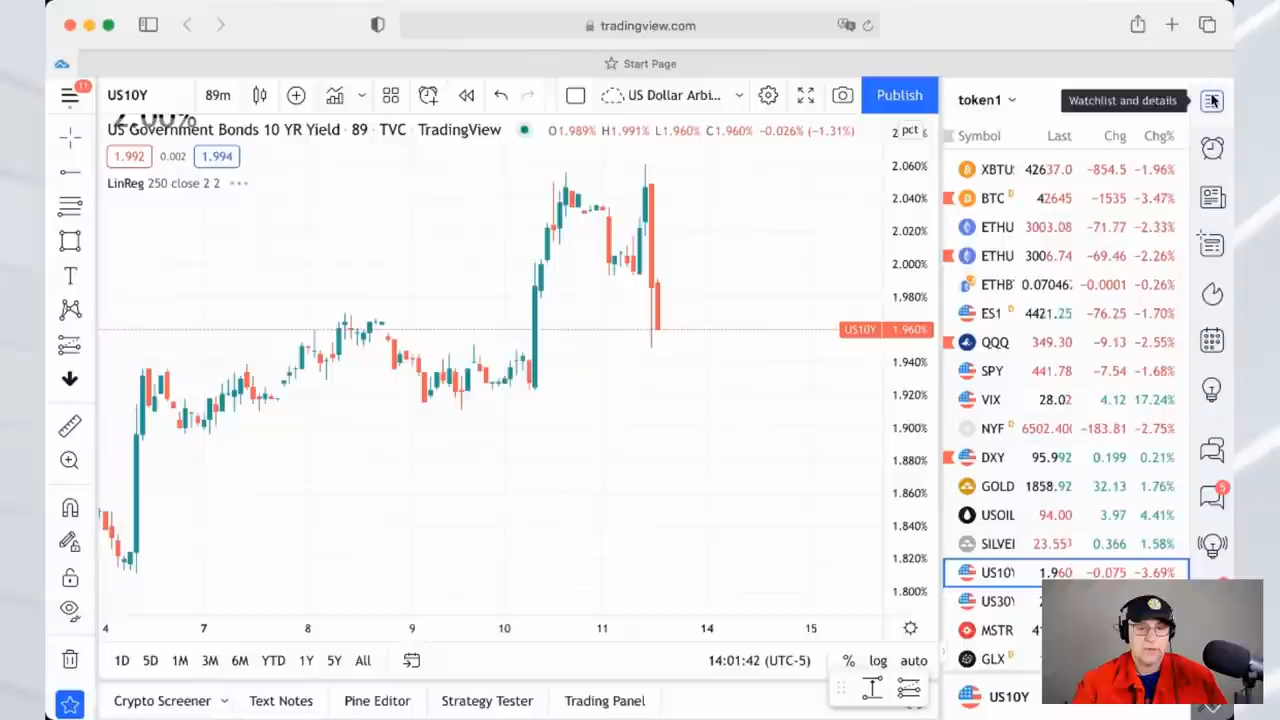 tradingview.com
Start Page
11
US10Y
89m
US Dollar Arbi...
Publish
token1
Watchlist and details
US Government Bonds 10 YR Yield · 89 · TVC · TradingView
O1.989% H1.991% L1.960% C1.960% -0.026% (-1.31%)
pct
1.992 0.002 1.994
LinReg 250 close 2 2
2.060%
2.040%
2.020%
2.000%
1.980%
US10Y 1.960%
1.940%
1.920%
1.900%
1.880%
1.860%
1.840%
1.820%
1.800%
4 7 8 9 10 11 14 15
1D 5D 1M 3M 6M YTD 1Y 5Y All
14:01:42 (UTC-5)
% log auto
Crypto Screener
Text Notes
Pine Editor
Strategy Tester
Trading Panel
Symbol Last Chg Chg%
XBTU 42637.0 -854.5 -1.96%
BTC D 42645 -1535 -3.47%
ETHU 3003.08 -71.77 -2.33%
ETHU 3006.74 -69.46 -2.26%
ETHB 0.07046 -0.0001 -0.26%
ES1 D 4421.25 -76.25 -1.70%
QQQ 349.30 -9.13 -2.55%
SPY 441.78 -7.54 -1.68%
VIX 28.02 4.12 17.24%
NYF D 6502.40 -183.81 -2.75%
DXY 95.992 0.199 0.21%
GOLD 1858.92 32.13 1.76%
USOIL 94.00 3.97 4.41%
SILVE 23.553 0.366 1.58%
US10Y 1.960 -0.075 -3.69%
US30Y
MSTR
GLX D
US10Y
5